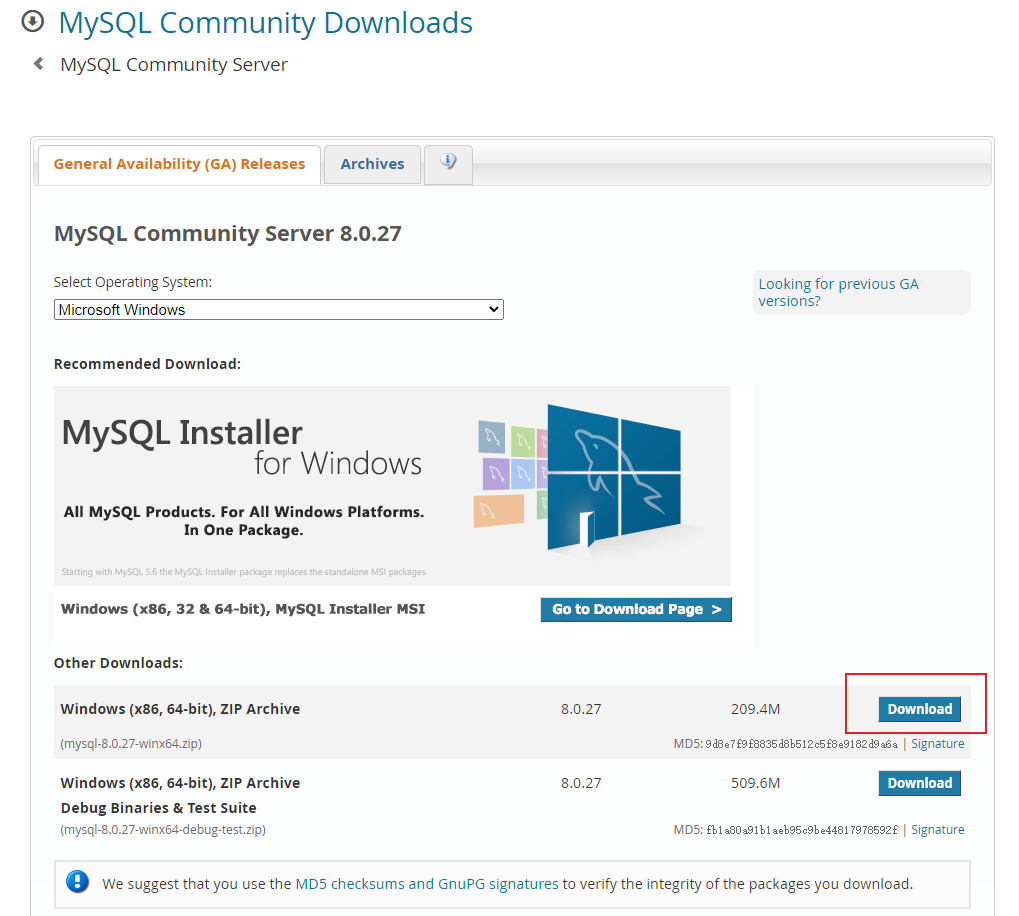 MySQL Community Downloads
MySQL Community Server
General Availability (GA) Releases
Archives
i
MySQL Community Server 8.0.27
Select Operating System:
Microsoft Windows
Looking for previous GA
versions?
Recommended Download:
MySQL Installer
for Windows
All MySQL Products. For All Windows Platforms.
In One Package.
Starting with MySQL 5.6 the MySQL Installer package replaces the standalone MSI packages.
Windows (x86, 32 & 64-bit), MySQL Installer MSI
Go to Download Page >
Other Downloads:
Windows (x86, 64-bit), ZIP Archive 8.0.27 209.4M Download
(mysql-8.0.27-winx64.zip) MD5: 9d8e7f9f8835d8b512c5f8e9182d9a6a | Signature
Windows (x86, 64-bit), ZIP Archive 8.0.27 509.6M Download
Debug Binaries & Test Suite
(mysql-8.0.27-winx64-debug-test.zip) MD5: fb1a80a91b1aeb95c9be44817978592f | Signature
! We suggest that you use the MD5 checksums and GnuPG signatures to verify the integrity of the packages you download.